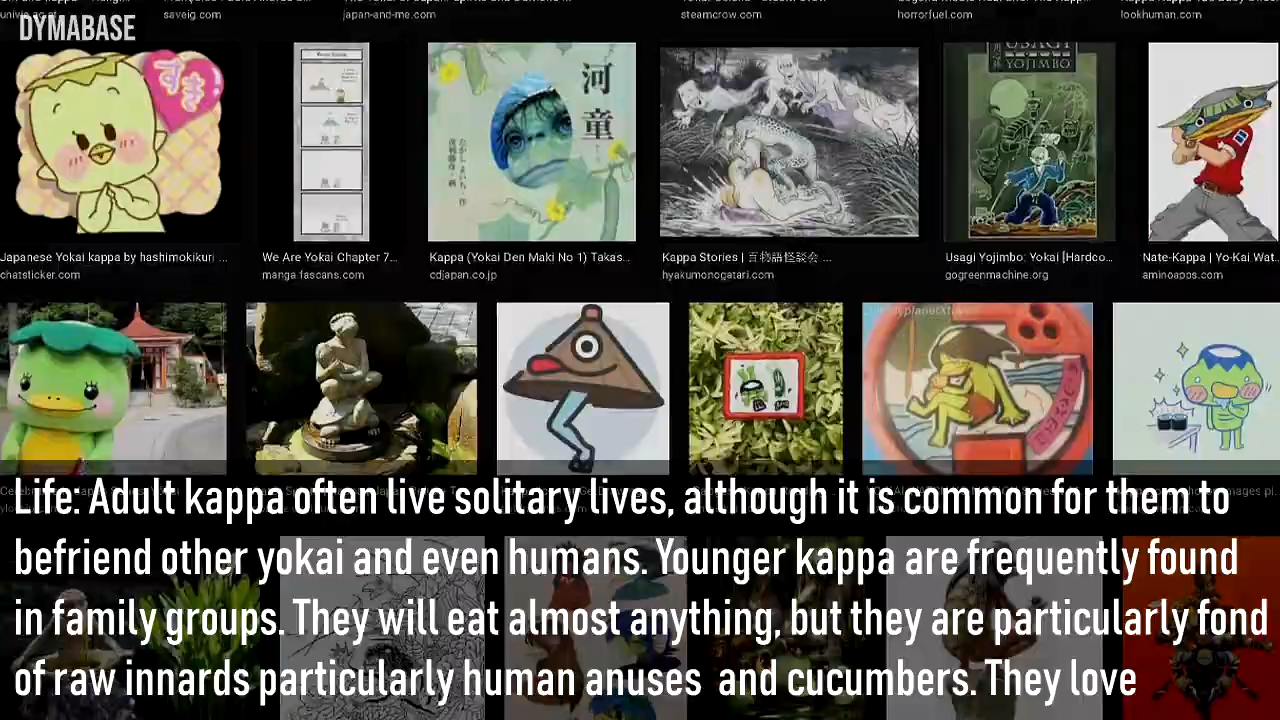 univie.ac.at
saveig.com
japan-and-me.com
steamcrow.com
horrorfuel.com
lookhuman.com
DYMABASE
すき
河童
USAGI
YOJIMBO
Japanese Yokai kappa by hashimokikuri ...
We Are Yokai Chapter 7...
Kappa (Yokai Den Maki No 1) Takas..
Kappa Stories | 百物語怪談会 ...
Usagi Yojimbo: Yokai [Hardco...
Nate-Kappa | Yo-Kai Wat..
chatsticker.com
manga.fascans.com
cdjapan.co.jp
hyakumonogatari.com
gogreenmachine.org
aminoapps.com
Life: Adult kappa often live solitary lives, although it is common for them to
befriend other yokai and even humans. Younger kappa are frequently found
in family groups. They will eat almost anything, but they are particularly fond
of raw innards particularly human anuses and cucumbers. They love